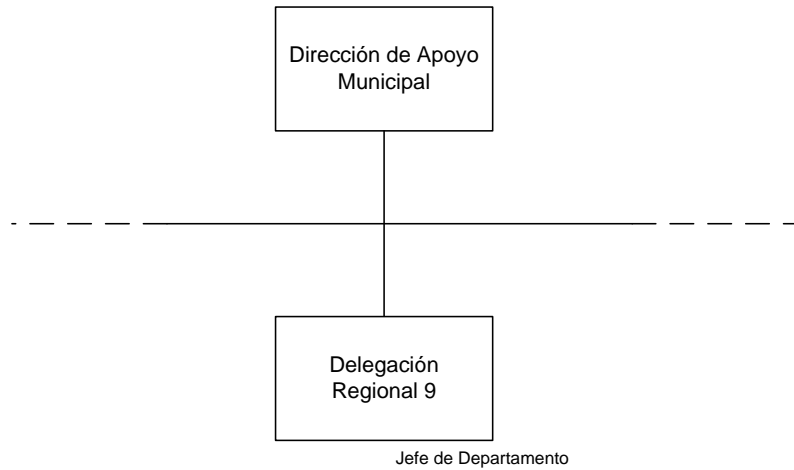 Dirección de Apoyo
Municipal
Delegación
Regional 9
Jefe de Departamento